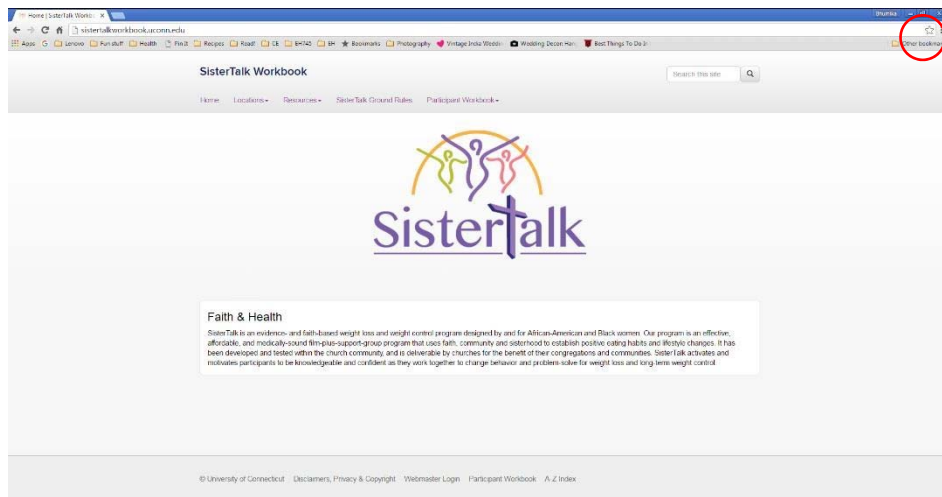 Home | SisterTalk Workb
Bhumika
sistertalkworkbook.uconn.edu
Apps G Lenovo Fun stuff Health Pin It Recipes Read! CE EH745 EH Bookmarks Photography Vintage India Weddin Wedding Decor Best Things To Do In
Other bookmar
SisterTalk Workbook
Search this site
Home Locations Resources SisterTalk Ground Rules Participant Workbook
SisterTalk
Faith & Health
SisterTalk is an evidence- and faith-based weight loss and weight control program designed by and for African-American and Black women. Our program is an effective,
affordable, and medically-sound film-plus-support-group program that uses faith, community and sisterhood to establish positive eating habits and lifestyle changes. It has
been developed and tested within the church community, and is deliverable by churches for the benefit of their congregations and communities. SisterTalk activates and
motivates participants to be knowledgeable and confident as they work together to change behavior and problem-solve for weight loss and long-term weight control.
© University of Connecticut Disclaimers, Privacy & Copyright Webmaster Login Participant Workbook A-Z Index